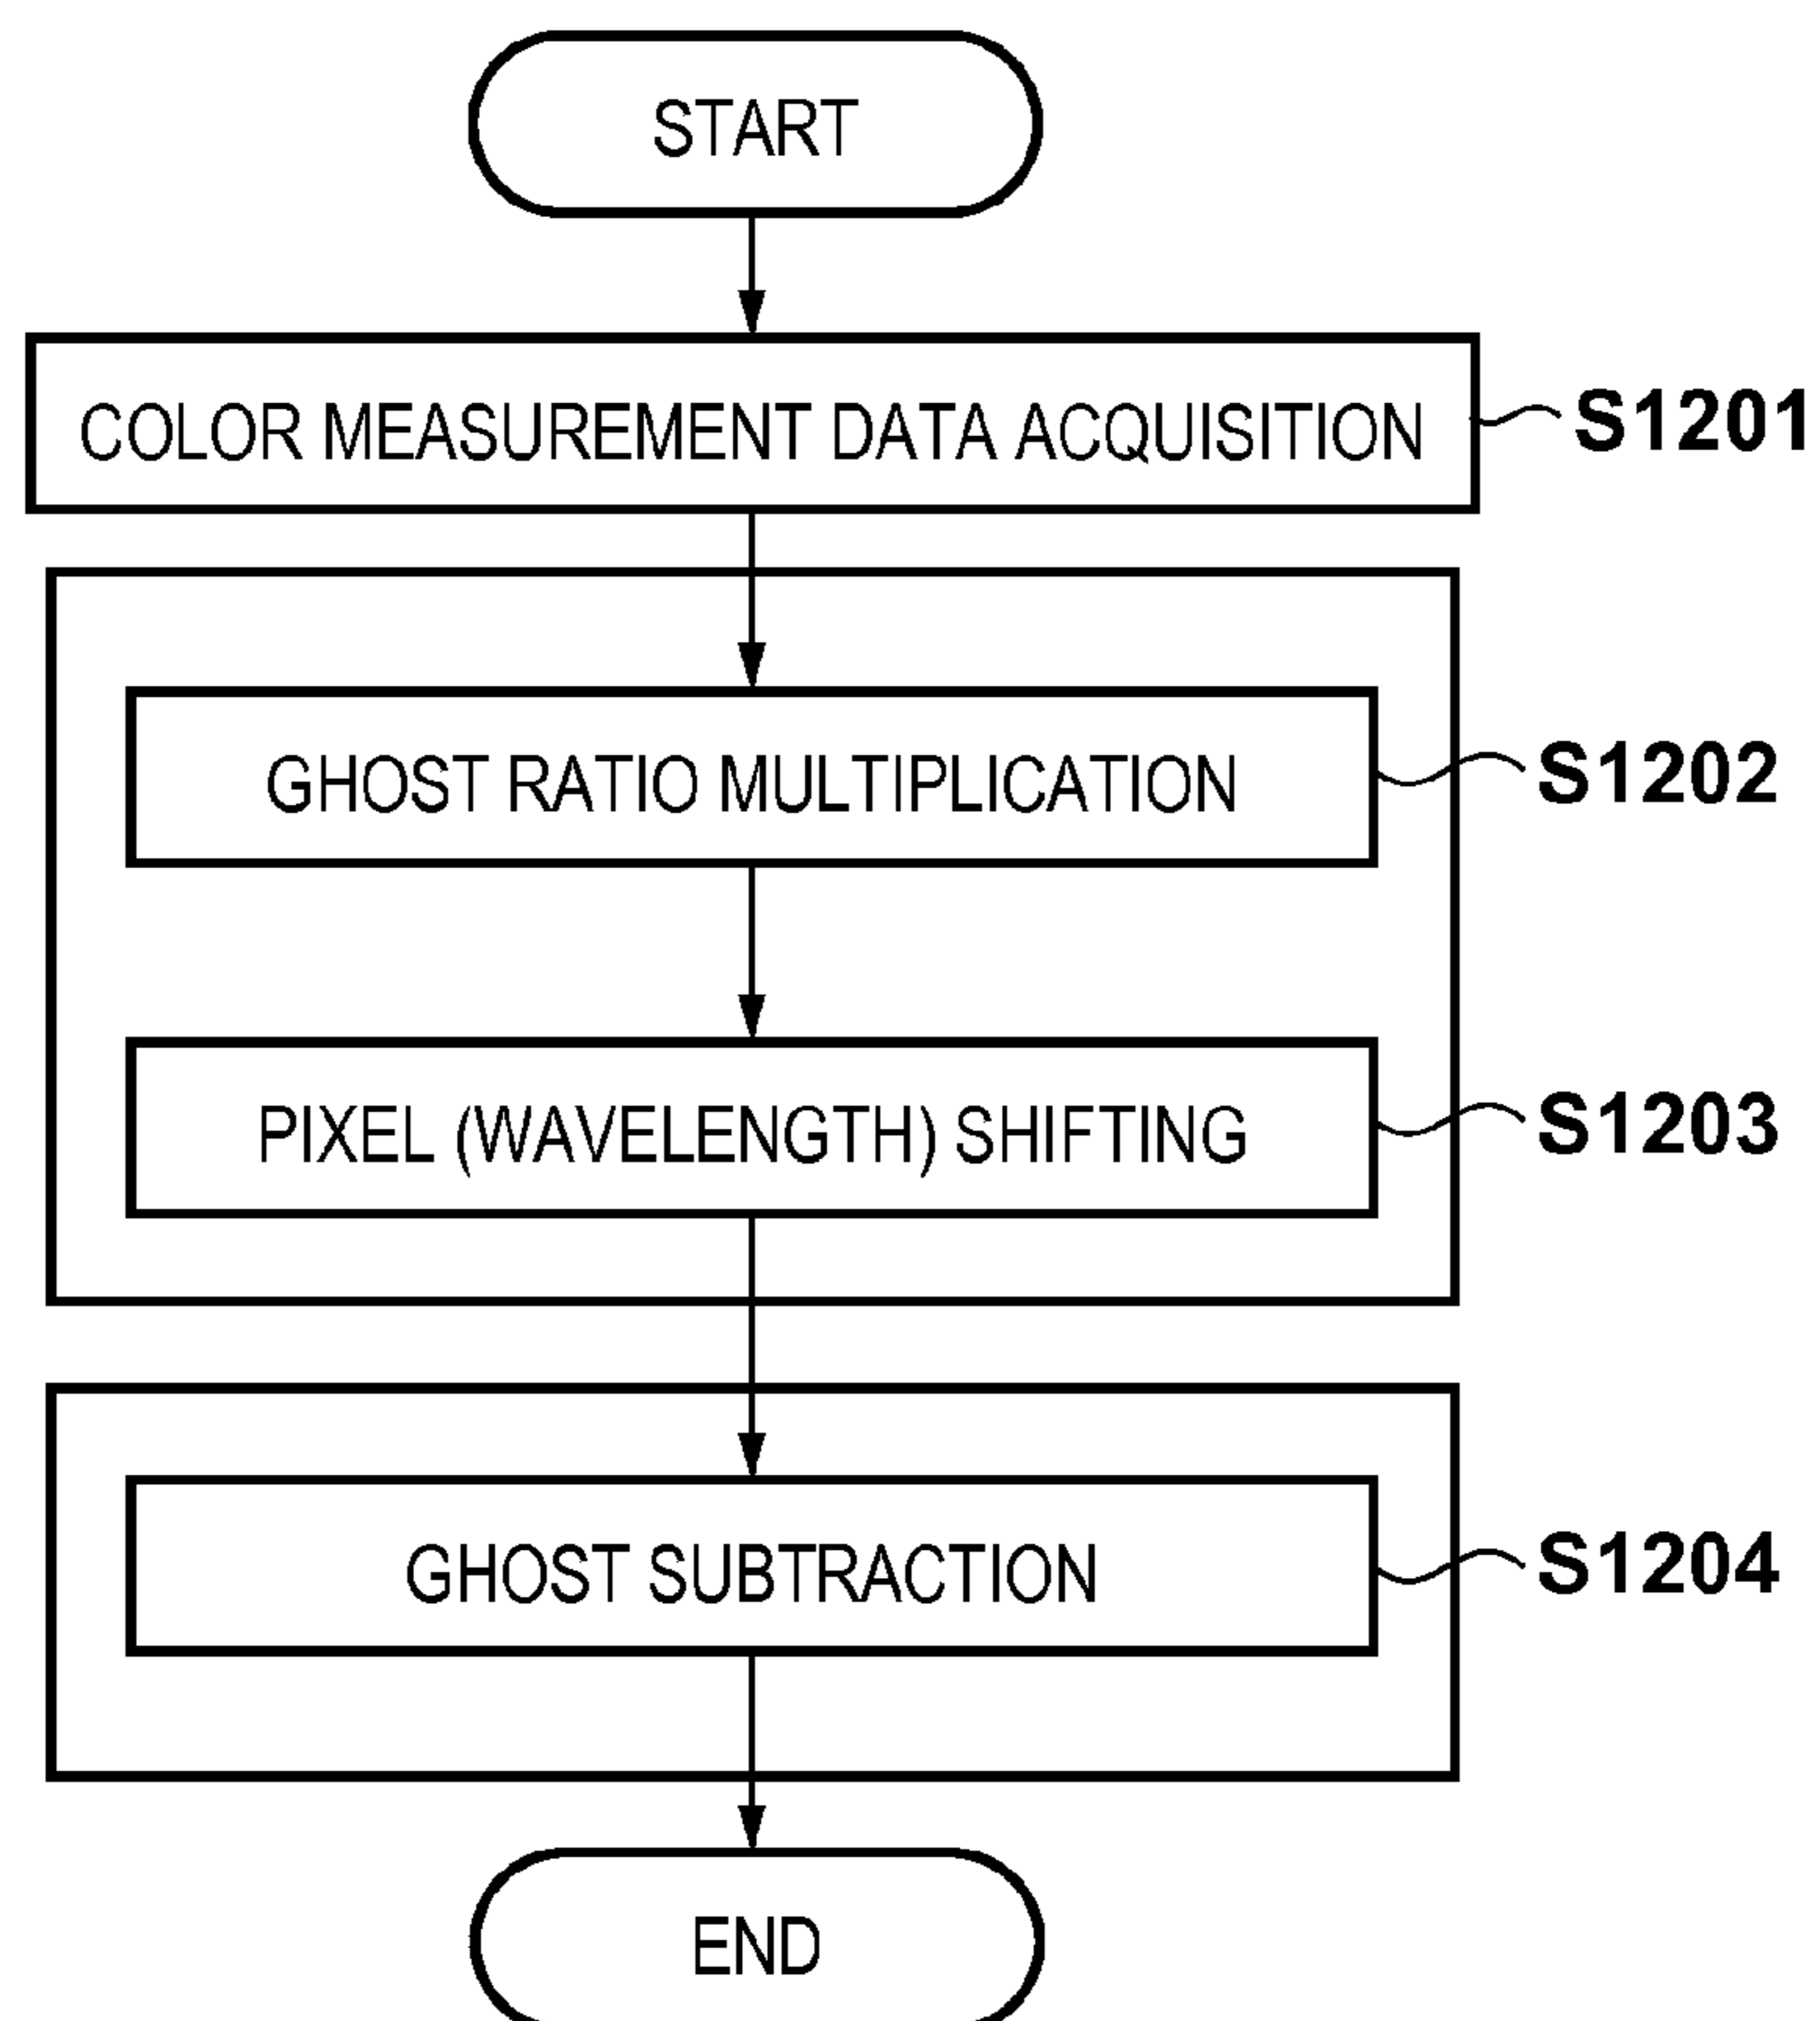 START
COLOR MEASUREMENT DATA ACQUISITION S1201
GHOST RATIO MULTIPLICATION S1202
PIXEL (WAVELENGTH) SHIFTING S1203
GHOST SUBTRACTION S1204
END